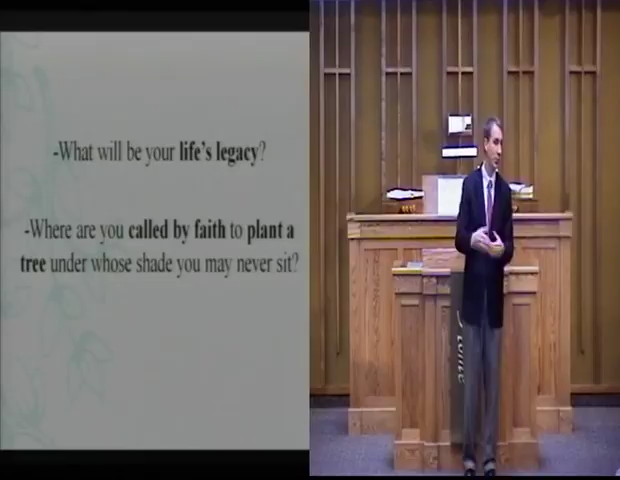 -What will be your life's legacy?
-Where are you called by faith to plant a
tree under whose shade you may never sit?